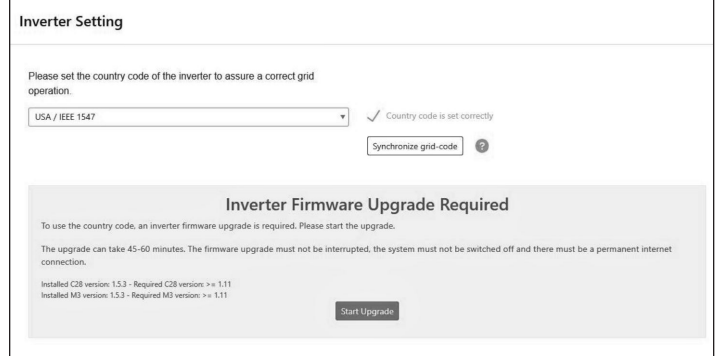 Inverter Setting
Please set the country code of the inverter to assure a correct grid
operation.
USA / IEEE 1547
Country code is set correctly
Synchronize grid-code
?
Inverter Firmware Upgrade Required
To use the country code, an inverter firmware upgrade is required. Please start the upgrade.
The upgrade can take 45-60 minutes. The firmware upgrade must not be interrupted, the system must not be switched off and there must be a permanent internet
connection.
Installed C28 version: 1.5.3 - Required C28 version: >= 1.11
Installed M3 version: 1.5.3 - Required M3 version: >= 1.11
Start Upgrade